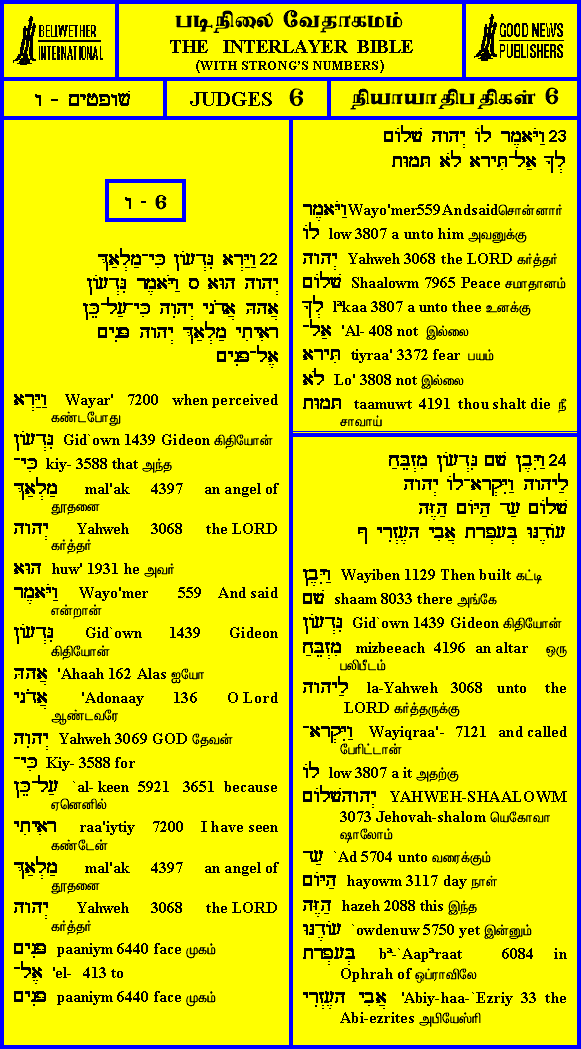 BELLWETHER
INTERNATIONAL
படிநிலை வேதாகமம்
THE INTERLAYER BIBLE
(WITH STRONG'S NUMBERS)
GOOD NEWS
PUBLISHERS
שופטים - ו
JUDGES 6
நியாயாதிபதிகள் 6
ו - 6
22 וַיַּרְא גִּדְעוֹן כִּי־מַלְאַךְ
יְהוָה הוּא ס וַיֹּאמֶר גִּדְעוֹן
אֲהָהּ אֲדֹנָי יְהוִה כִּי־עַל־כֵּן
רָאִיתִי מַלְאַךְ יְהוָה פָּנִים
אֶל־פָּנִים
וַיַּרְא Wayar' 7200 when perceived
கண்டபோது
גִּדְעוֹן Gid`own 1439 Gideon கிதியோன்
כִּי־ kiy- 3588 that அந்த
מַלְאַךְ mal'ak 4397 an angel of
தூதனை
יְהוָה Yahweh 3068 the LORD
கர்த்தர்
הוּא huw' 1931 he அவர்
וַיֹּאמֶר Wayo'mer 559 And said
என்றான்
גִּדְעוֹן Gid`own 1439 Gideon
கிதியோன்
אֲהָהּ 'Ahaah 162 Alas ஐயோ
אֲדֹנָי 'Adonaay 136 O Lord
ஆண்டவரே
יְהוִה Yahweh 3069 GOD தேவன்
כִּי־ Kiy- 3588 for
עַל־כֵּן `al- keen 5921 3651 because
ஏனெனில்
רָאִיתִי raa'iytiy 7200 I have seen
கண்டேன்
מַלְאַךְ mal'ak 4397 an angel of
தூதனை
יְהוָה Yahweh 3068 the LORD
கர்த்தர்
פָּנִים paaniym 6440 face முகம்
אֶל־ 'el- 413 to
פָּנִים paaniym 6440 face முகம்
23 וַיֹּאמֶר לוֹ יְהוָה שָׁלוֹם
לְךָ אַל־תִּירָא לֹא תָּמוּת
וַיֹּאמֶר Wayo'mer559 Andsaidசொன்னார்
לוֹ low 3807 a unto him அவனுக்கு
יְהוָה Yahweh 3068 the LORD கர்த்தர்
שָׁלוֹם Shaalowm 7965 Peace சமாதானம்
לְךָ lªkaa 3807 a unto thee உனக்கு
אַל־ 'Al- 408 not இல்லை
תִּירָא tiyraa' 3372 fear பயம்
לֹא Lo' 3808 not இல்லை
תָּמוּת taamuwt 4191 thou shalt die நீ
சாவாய்
24 וַיִּבֶן שָׁם גִּדְעוֹן מִזְבֵּחַ
לַיהוָה וַיִּקְרָא־לוֹ יְהוָה
שָׁלוֹם עַד הַיּוֹם הַזֶּה
עוֹדֶנּוּ בְּעָפְרָת אֲבִי הָעֶזְרִי ף
וַיִּבֶן Wayiben 1129 Then built கட்டி
שָׁם shaam 8033 there அங்கே
גִּדְעוֹן Gid`own 1439 Gideon கிதியோன்
מִזְבֵּחַ mizbeeach 4196 an altar ஒரு
பலிபீடம்
לַיהוָה la-Yahweh 3068 unto the
LORD கர்த்தருக்கு
וַיִּקְרָא־ Wayiqraa'- 7121 and called
பேரிட்டான்
לוֹ low 3807 a it அதற்கு
יְהוָהשָׁלוֹם YAHWEH-SHAALOWM
3073 Jehovah-shalom யெகோவா
ஷாலோம்
עַד `Ad 5704 unto வரைக்கும்
הַיּוֹם hayowm 3117 day நாள்
הַזֶּה hazeh 2088 this இந்த
עוֹדֶנּוּ `owdenuw 5750 yet இன்னும்
בְּעָפְרָת bª-`Aapªraat 6084 in
Ophrah of ஒப்ராவிலே
אֲבִי הָעֶזְרִי 'Abiy-haa-`Ezriy 33 the
Abi-ezrites அபியேஸ்ரி